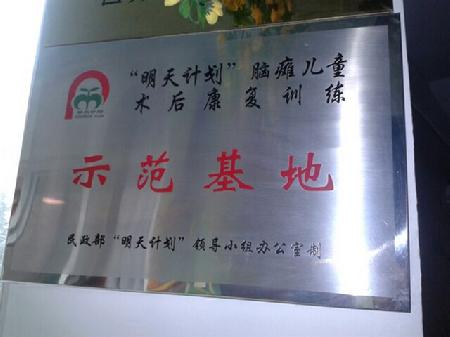 “明天计划”脑瘫儿童
术后康复训练
示范基地
民政部“明天计划”领导小组办公室制